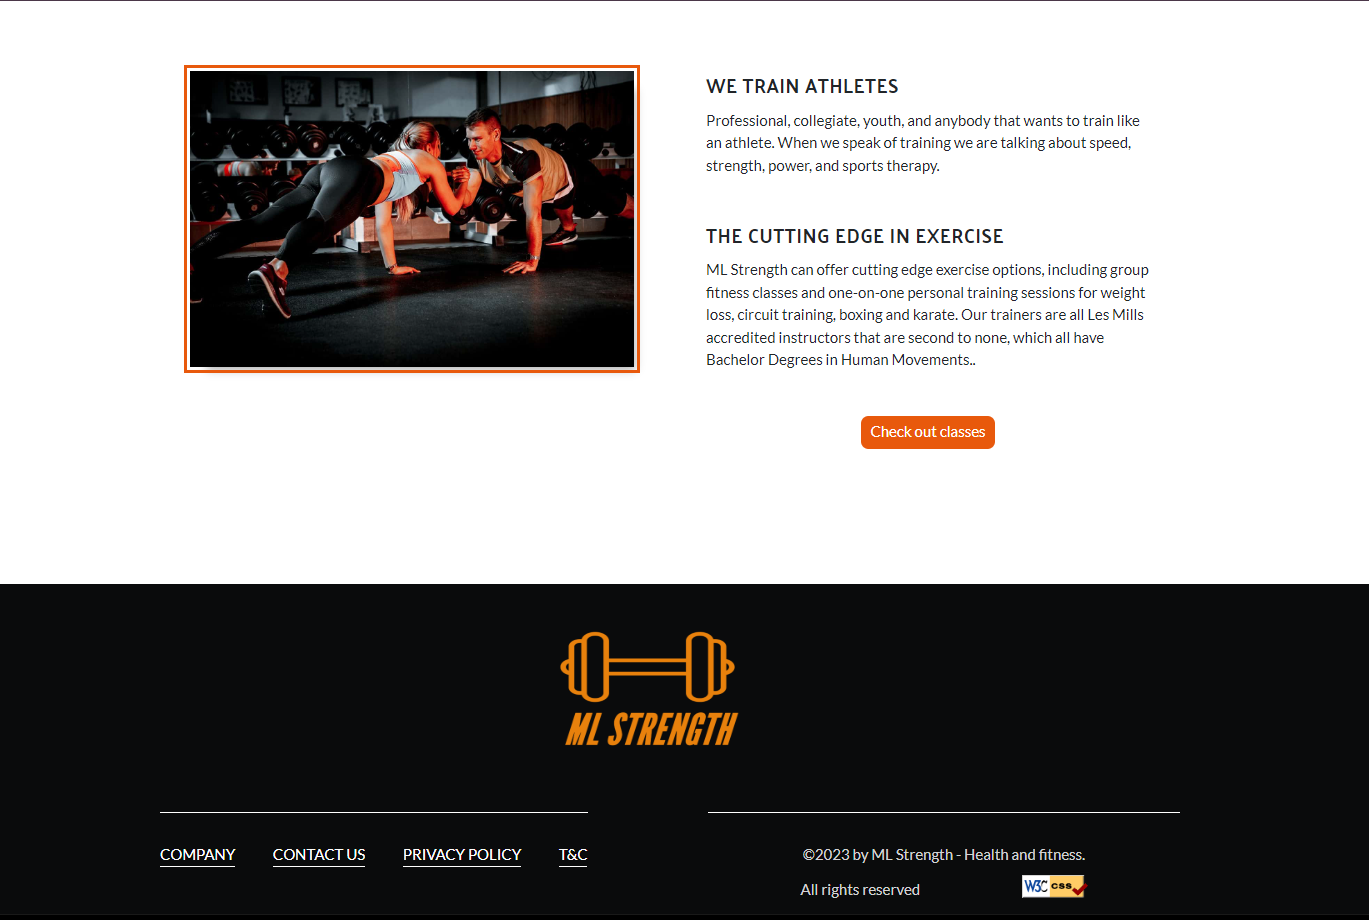 WE TRAIN ATHLETES
Professional, collegiate, youth, and anybody that wants to train like
an athlete. When we speak of training we are talking about speed,
strength, power, and sports therapy.
THE CUTTING EDGE IN EXERCISE
ML Strength can offer cutting edge exercise options, including group
fitness classes and one-on-one personal training sessions for weight
loss, circuit training, boxing and karate. Our trainers are all Les Mills
accredited instructors that are second to none, which all have
Bachelor Degrees in Human Movements..
Check out classes
ML STRENGTH
COMPANY CONTACT US PRIVACY POLICY T&C
©2023 by ML Strength - Health and fitness.
All rights reserved
W3C css